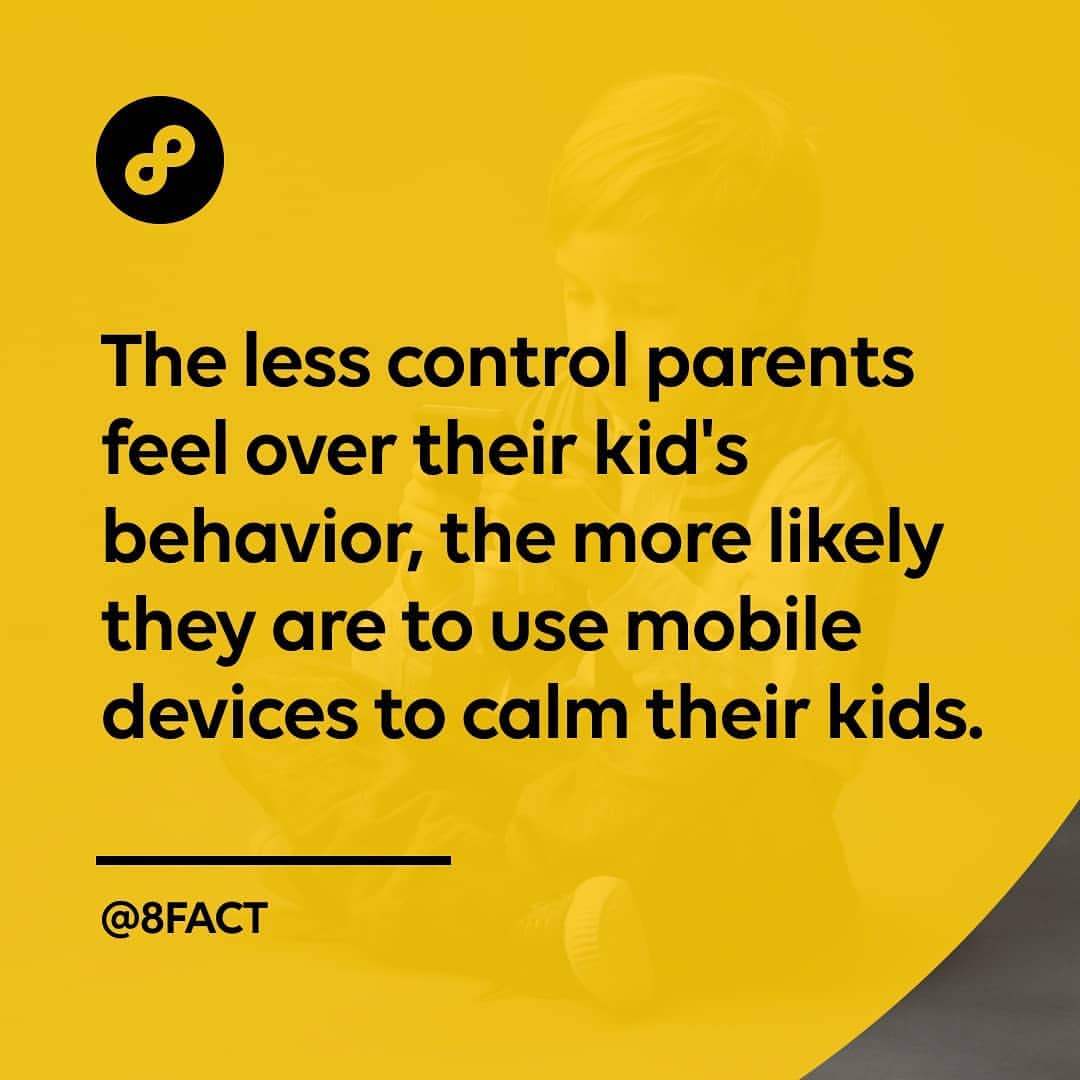 The less control parents
feel over their kid's
behavior, the more likely
they are to use mobile
devices to calm their kids.
@8FACT